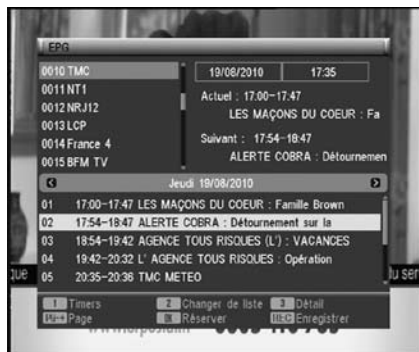 EPG
0010 TMC
0011 NT1
0012 NRJ12
0013 LCP
0014 France 4
0015 BFM TV
19/08/2010 17:35
Actuel : 17:00-17:47
LES MAÇONS DU COEUR : Fa
Suivant : 17:54-18:47
ALERTE COBRA : Détournemen
Jeudi 19/08/2010
01 17:00-17:47 LES MAÇONS DU COEUR : Famille Brown
02 17:54-18:47 ALERTE COBRA : Détournement sur la
03 18:54-19:42 AGENCE TOUS RISQUES (L') : VACANCES
04 19:42-20:32 L' AGENCE TOUS RISQUES : Opération
05 20:35-20:36 TMC METEO
que
du ser
1 Timers 2 Changer de liste 3 Détail
P/+ Page OK Réserver REC Enregistrer